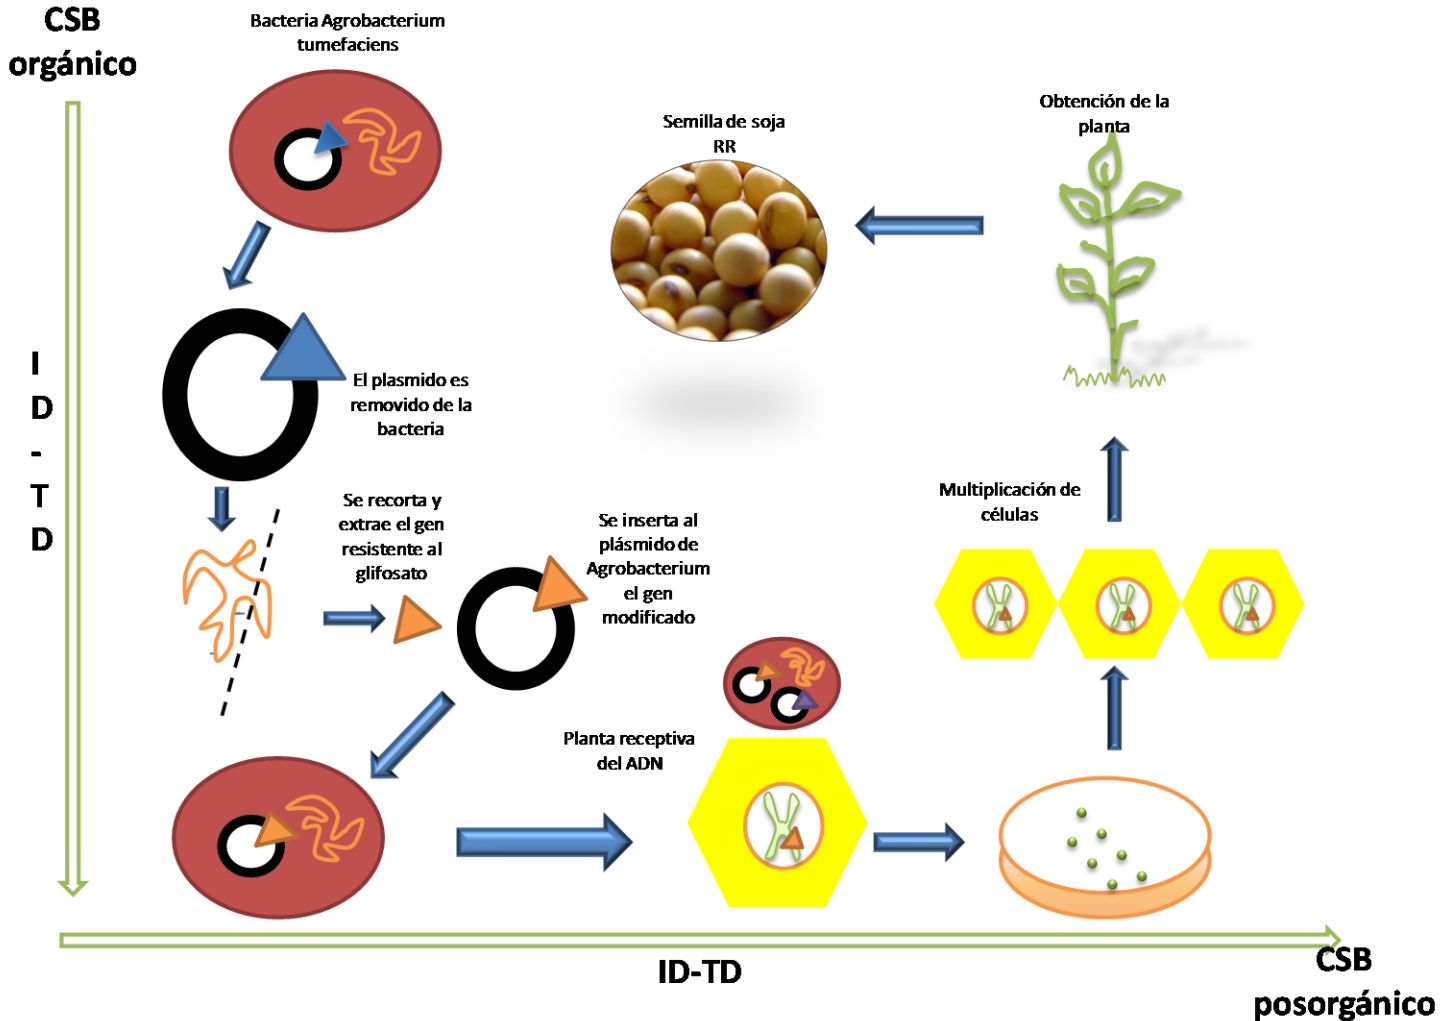 CSB
orgánico
Bacteria Agrobacterium
tumefaciens
Semilla de soja
RR
Obtención de la
planta
I
D
-
T
D
El plasmido es
removido de la
bacteria
Se recorta y
extrae el gen
resistente al
glifosato
Se inserta al
plásmido de
Agrobacterium
el gen
modificado
Multiplicación de
células
Planta receptiva
del ADN
ID-TD
CSB
posorgánico